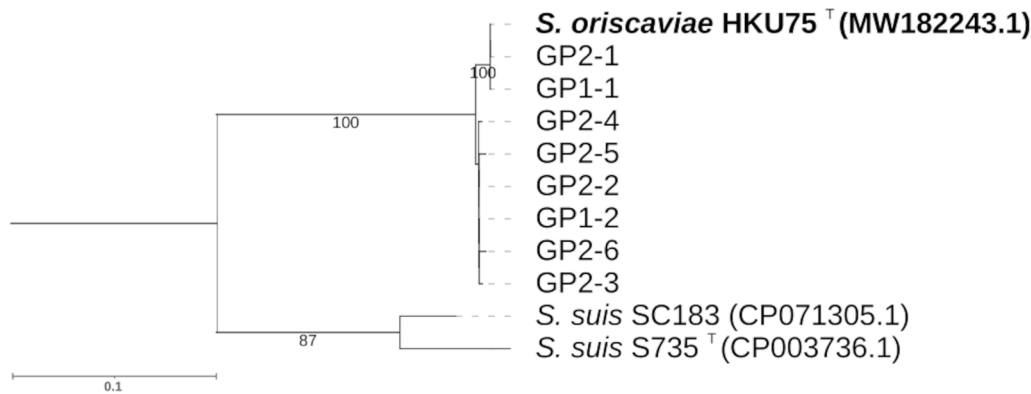 S. oriscaviae HKU75 T (MW182243.1)
GP2-1
100
GP1-1
GP2-4
100
GP2-5
GP2-2
GP1-2
GP2-6
GP2-3
S. suis SC183 (CP071305.1)
87
S. suis S735 T (CP003736.1)
0.1